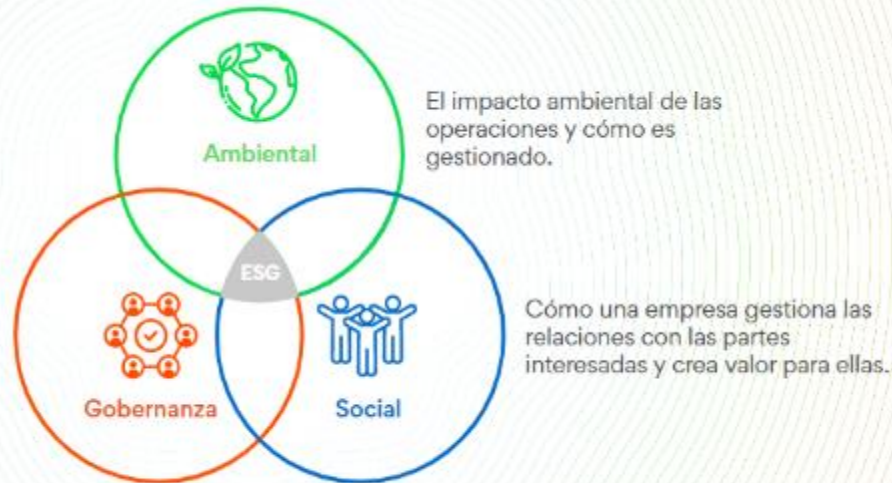 Ambiental
El impacto ambiental de las
operaciones y cómo es
gestionado.
ESG
Gobernanza
Social
Cómo una empresa gestiona las
relaciones con las partes
interesadas y crea valor para ellas.